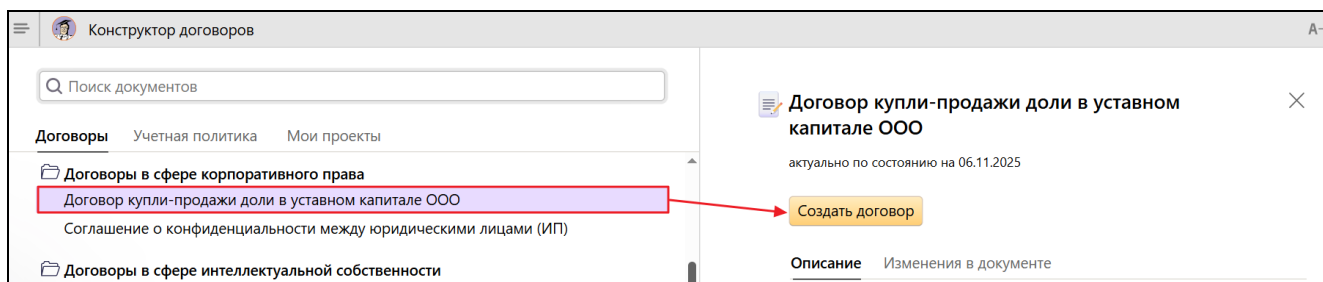 Конструктор договоров
A-
Поиск документов
Договоры Учетная политика Мои проекты
Договоры в сфере корпоративного права
Договор купли-продажи доли в уставном капитале ООО
Соглашение о конфиденциальности между юридическими лицами (ИП)
Договоры в сфере интеллектуальной собственности
Договор купли-продажи доли в уставном
капитале ООО
актуально по состоянию на 06.11.2025
Создать договор
Описание Изменения в документе